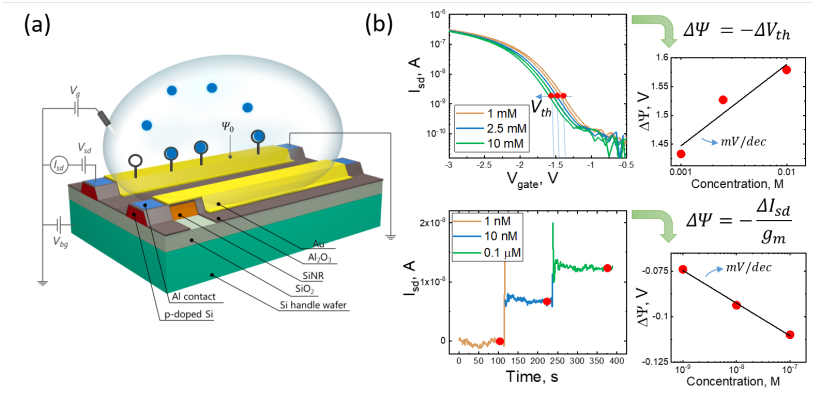 (a)
V_g
I_sd
V_sd
V_bg
Ψ_0
Au
Al_2O_3
SiNR
SiO_2
Al contact
p-doped Si
Si handle wafer
(b)
I_sd, A
10^-6
10^-7
10^-8
10^-9
10^-10
V_th
1 mM
2.5 mM
10 mM
-3 -2.5 -2 -1.5 -1 -0.5
V_gate, V
ΔΨ = −ΔV_th
ΔΨ, V
1.6
1.55
1.5
1.45
mV/dec
0.001 0.01
Concentration, M
I_sd, A
2x10^-8
1x10^-8
0
1 nM
10 nM
0.1 μM
0 50 100 150 200 250 300 350 400
Time, s
ΔΨ = − ΔI_sd / g_m
ΔΨ, V
-0.075
-0.1
-0.125
mV/dec
10^-9 10^-8 10^-7
Concentration, M